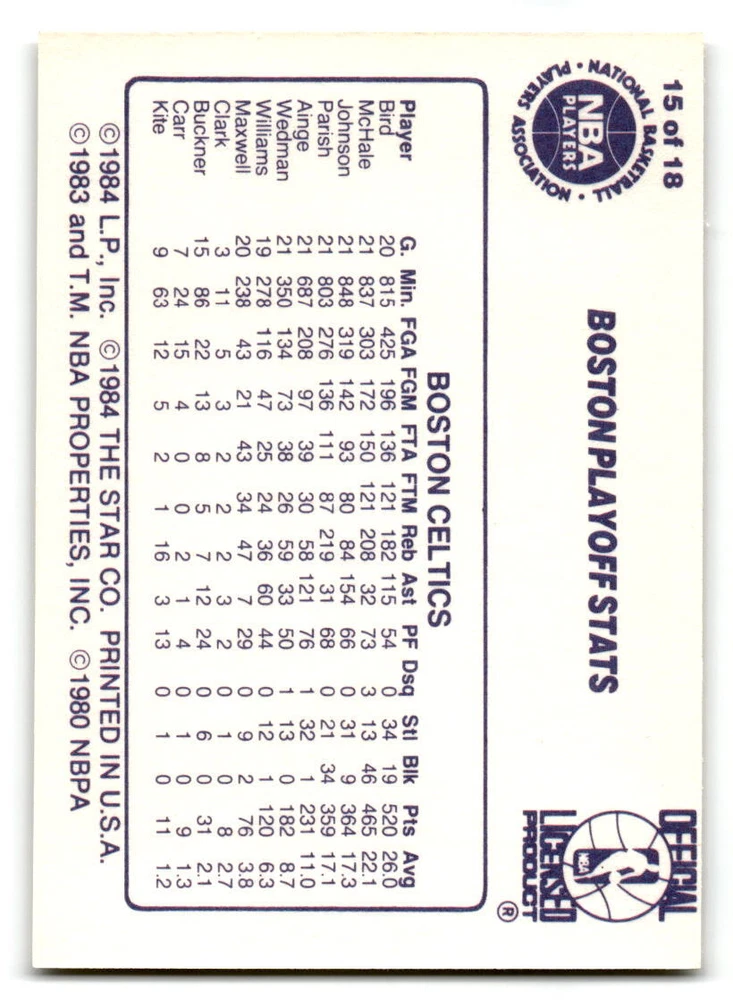 15 of 18
NATIONAL BASKETBALL PLAYERS ASSOCIATION
NBA
PLAYERS
BOSTON PLAYOFF STATS
OFFICIAL
NBA
LICENSED
PRODUCT
®
BOSTON CELTICS
Player G. Min. FGA FGM FTA FTM Reb Ast PF Dsq Stl Blk Pts Avg
Bird 20 815 425 196 136 121 182 115 54 0 34 19 520 26.0
McHale 21 837 303 172 150 121 208 32 73 3 13 46 465 22.1
Johnson 21 848 319 142 93 80 84 154 66 0 31 9 364 17.3
Parish 21 803 276 136 111 87 219 31 68 0 21 34 359 17.1
Ainge 21 687 208 97 39 30 58 121 76 1 32 1 231 11.0
Wedman 21 350 134 73 38 26 59 33 50 1 13 0 182 8.7
Williams 19 278 116 47 25 24 36 60 44 0 12 1 120 6.3
Maxwell 20 238 43 21 43 34 47 7 29 0 9 2 76 3.8
Clark 3 11 5 3 2 2 2 3 2 0 1 0 8 2.7
Buckner 15 86 22 13 8 5 7 12 24 0 6 0 31 2.1
Carr 7 24 15 4 0 0 2 1 4 0 1 0 9 1.3
Kite 9 63 12 5 2 1 16 3 13 0 1 0 11 1.2
©1984 L.P., Inc. ©1984 THE STAR CO. PRINTED IN U.S.A.
©1983 and T.M. NBA PROPERTIES, INC. ©1980 NBPA